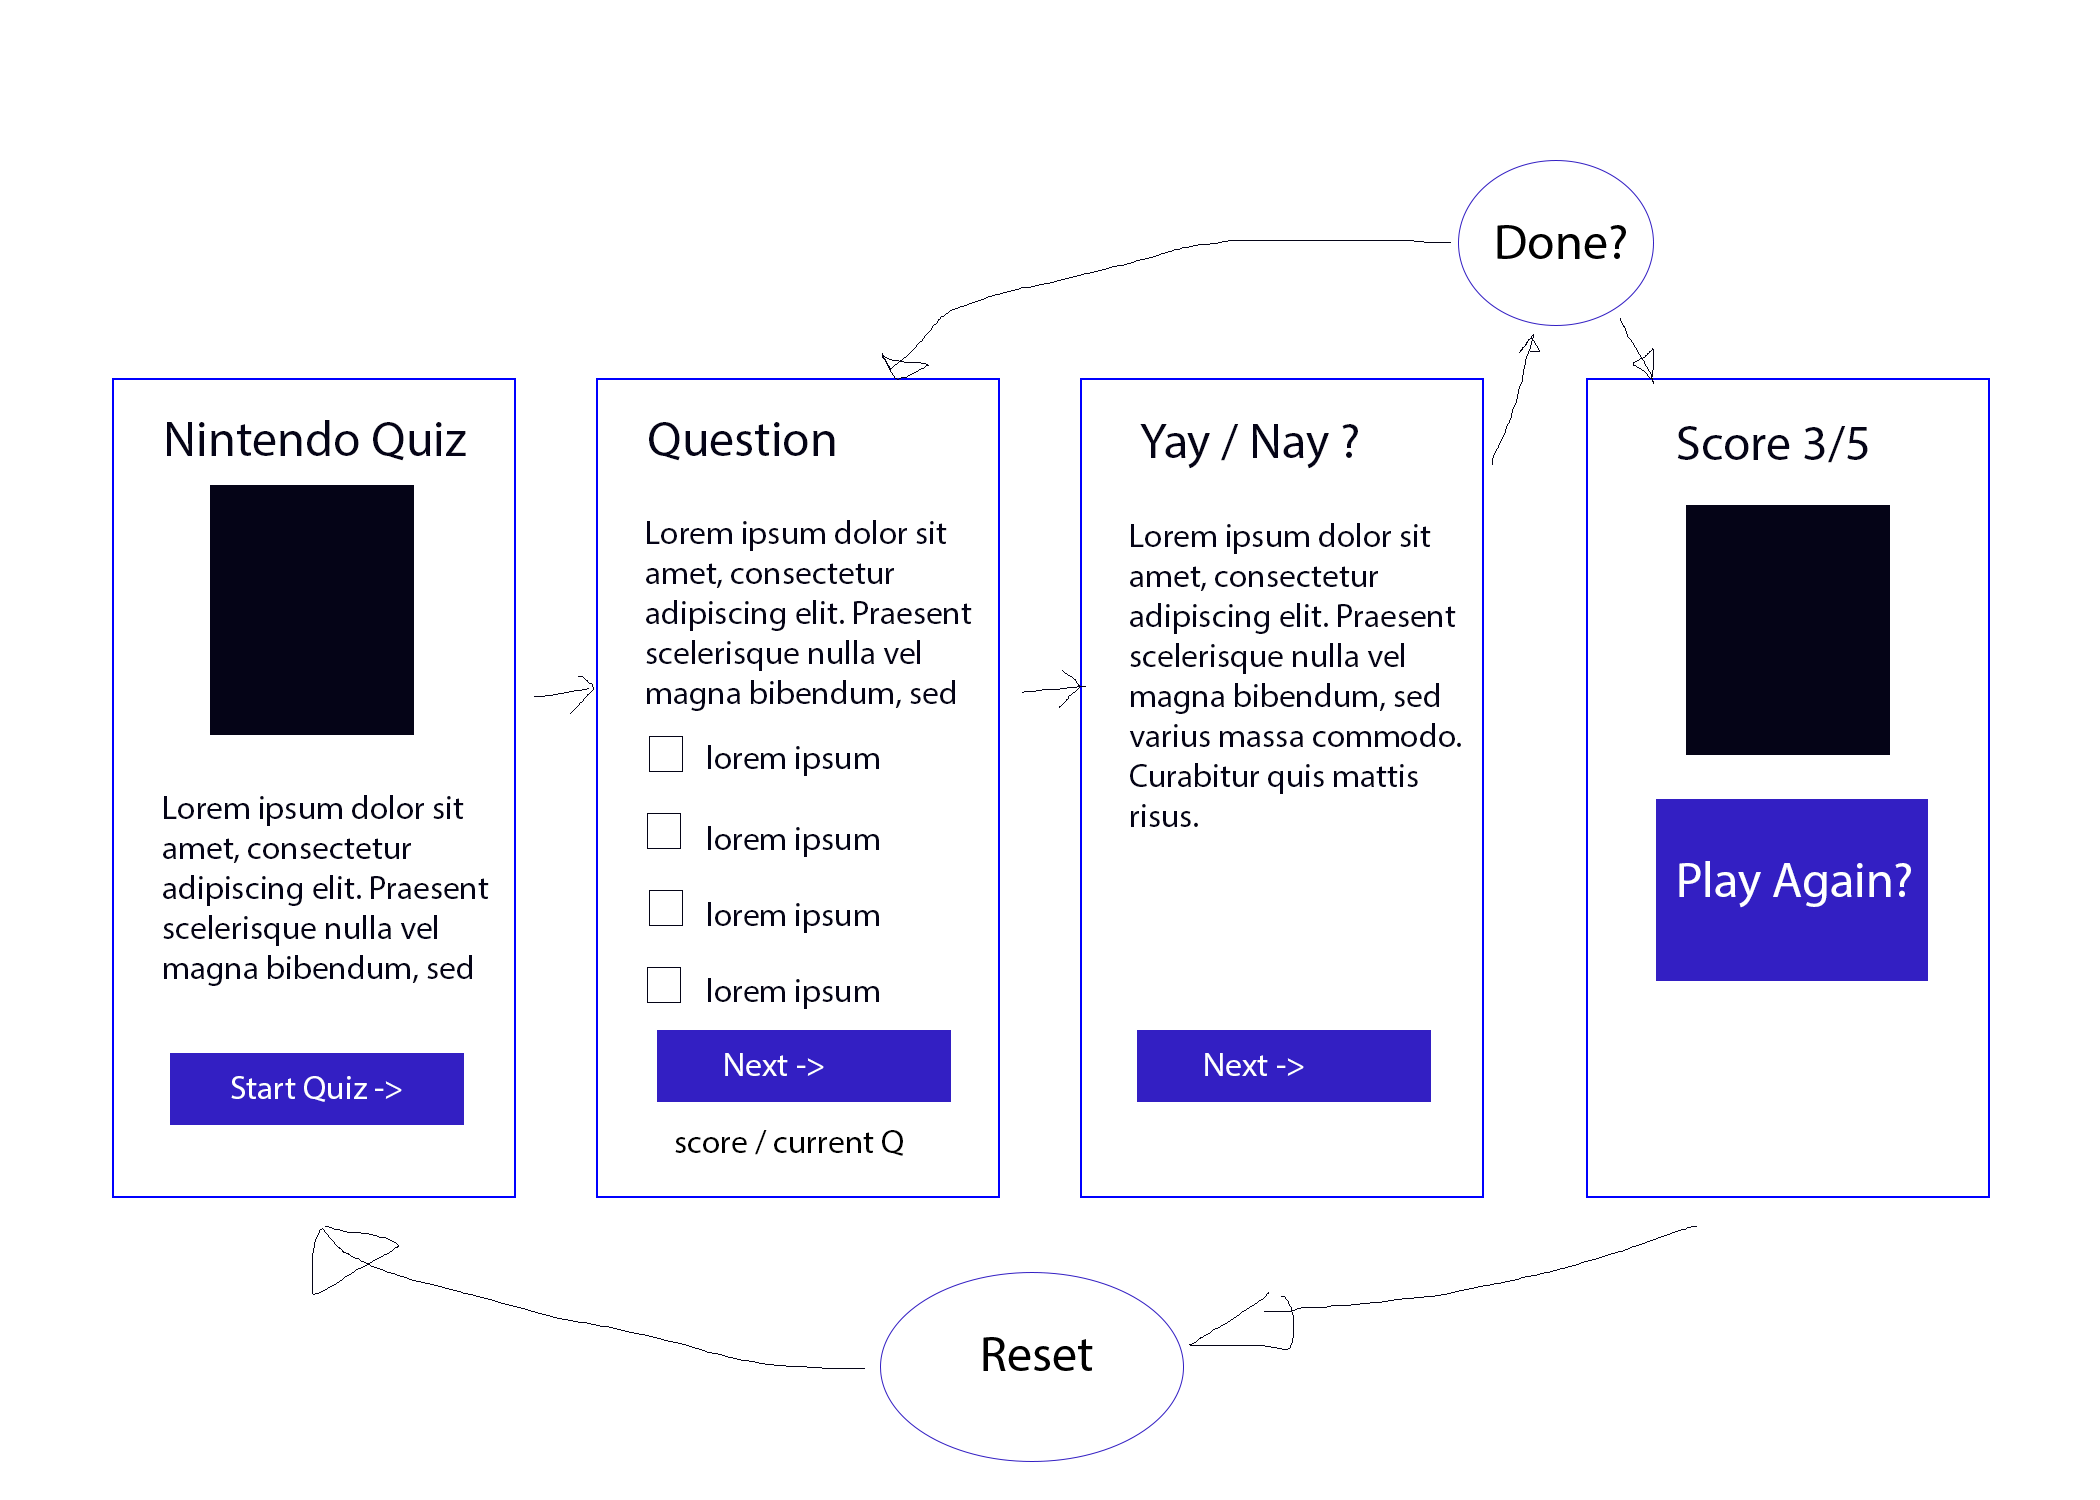 Done?
Nintendo Quiz
Lorem ipsum dolor sit
amet, consectetur
adipiscing elit. Praesent
scelerisque nulla vel
magna bibendum, sed
Start Quiz ->
Question
Lorem ipsum dolor sit
amet, consectetur
adipiscing elit. Praesent
scelerisque nulla vel
magna bibendum, sed
lorem ipsum
lorem ipsum
lorem ipsum
lorem ipsum
Next ->
score / current Q
Yay / Nay ?
Lorem ipsum dolor sit
amet, consectetur
adipiscing elit. Praesent
scelerisque nulla vel
magna bibendum, sed
varius massa commodo.
Curabitur quis mattis
risus.
Next ->
Score 3/5
Play Again?
Reset